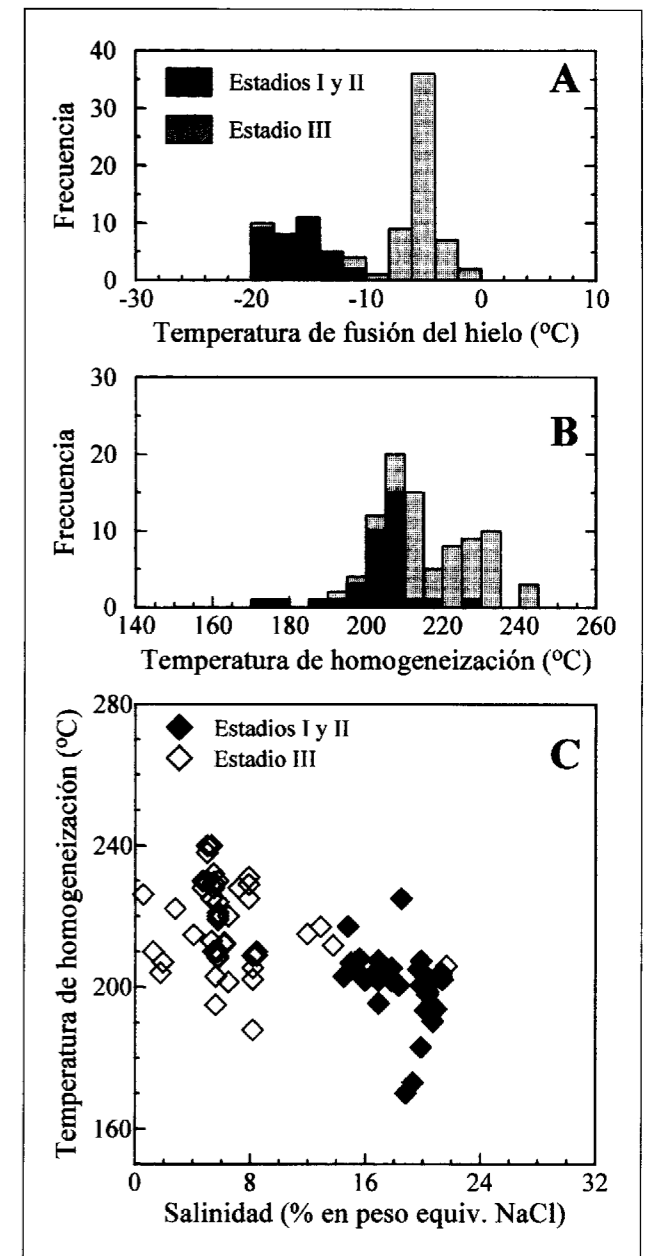 40
30
20
10
0
Frecuencia
Estadios I y II
Estadio III
A
-30 -20 -10 0 10
Temperatura de fusión del hielo (ºC)
30
20
10
0
Frecuencia
B
140 160 180 200 220 240 260
Temperatura de homogeneización (ºC)
280
240
200
160
Temperatura de homogeneización (ºC)
Estadios I y II
Estadio III
C
0 8 16 24 32
Salinidad (% en peso equiv. NaCl)